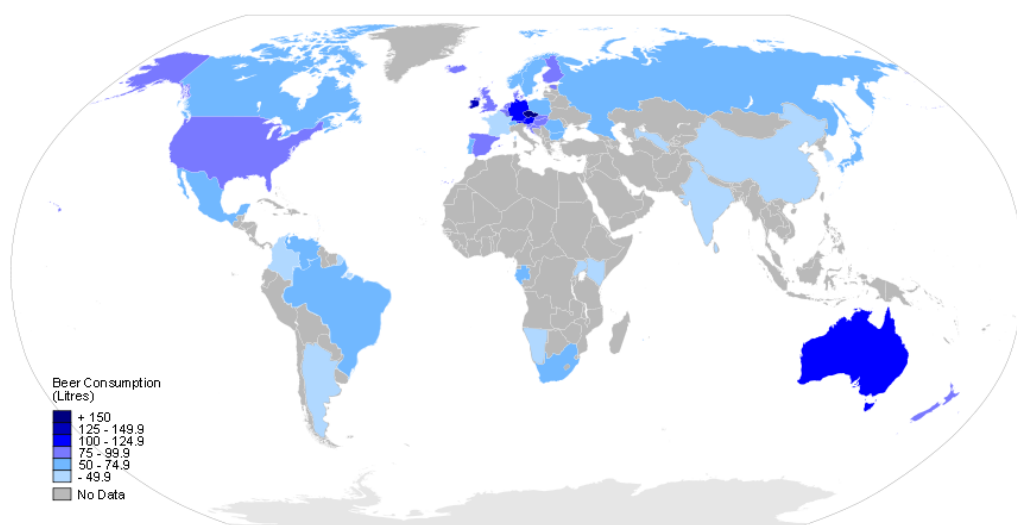 Beer Consumption
(Litres)
+ 150
125 - 149.9
100 - 124.9
75 - 99.9
50 - 74.9
- 49.9
No Data